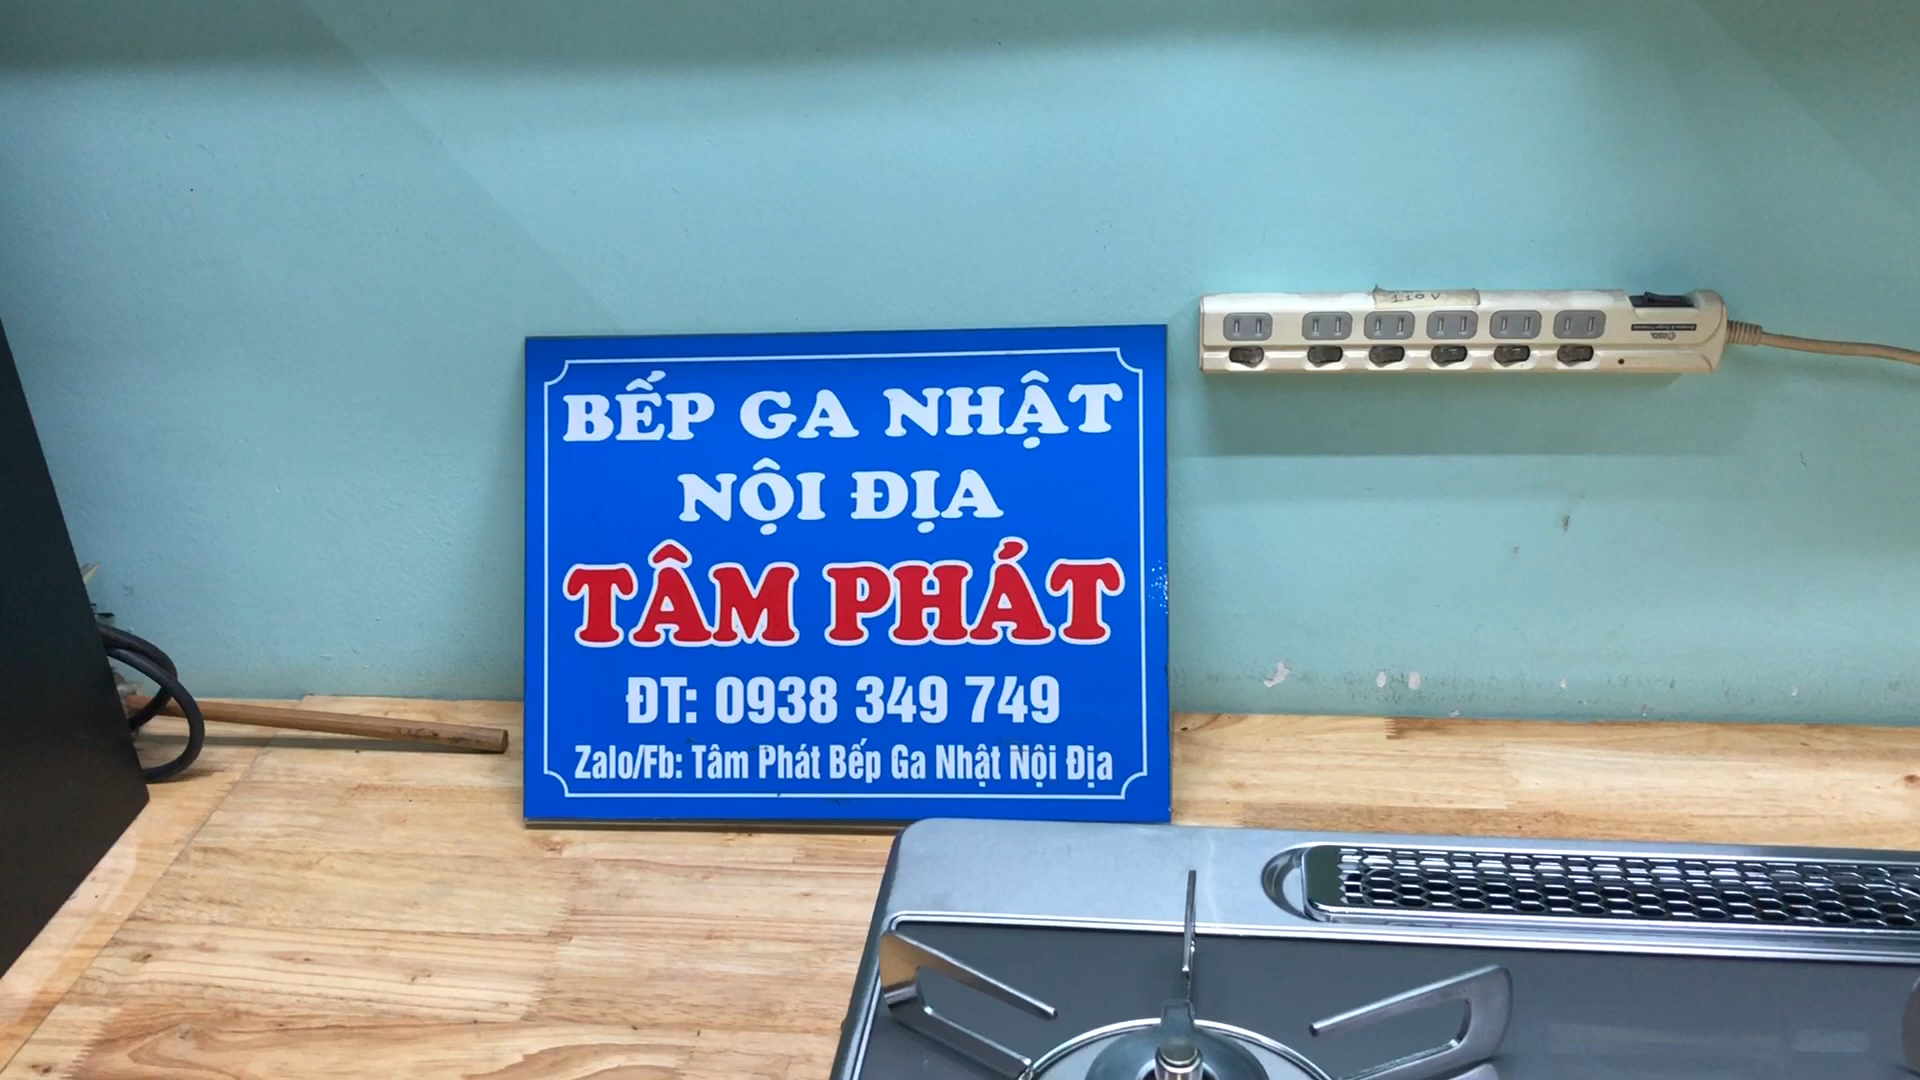 BẾP GA NHẬT
NỘI ĐỊA
TÂM PHÁT
ĐT: 0938 349 749
Zalo/Fb: Tâm Phát Bếp Ga Nhật Nội Địa
110 V